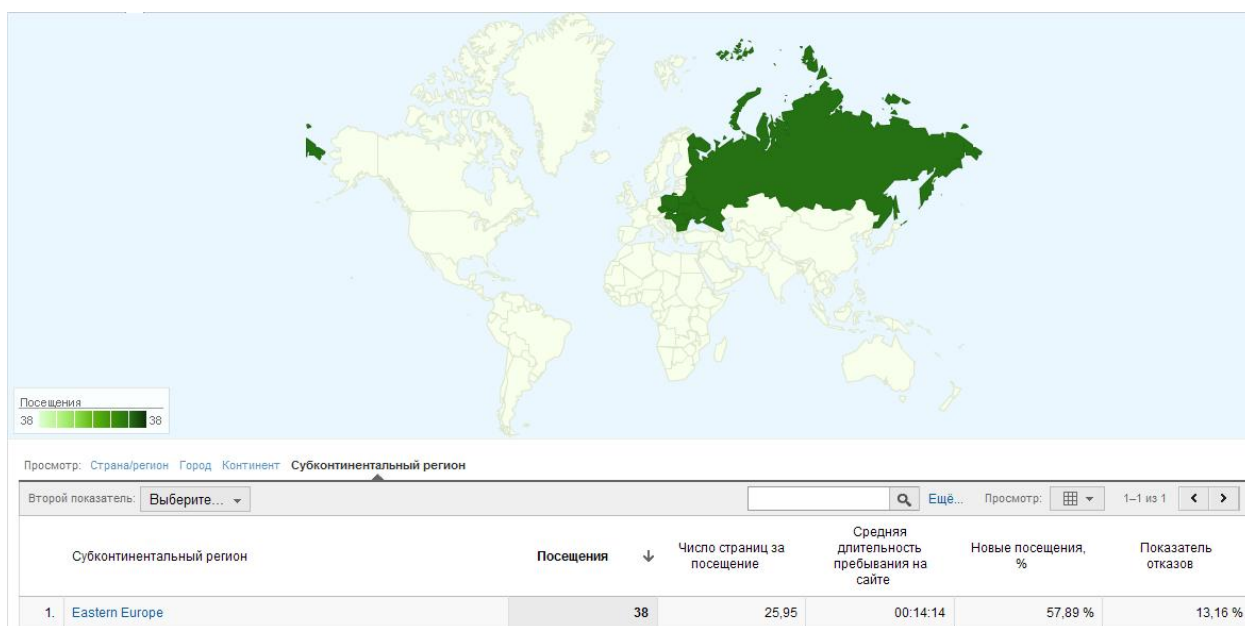 Посещения
38 38
Просмотр: Страна/регион Город Континент Субконтинентальный регион
Второй показатель: Выберите... Ещё... Просмотр: 1–1 из 1
Субконтинентальный регион Посещения Число страниц за посещение Средняя длительность пребывания на сайте Новые посещения, % Показатель отказов
1. Eastern Europe 38 25,95 00:14:14 57,89 % 13,16 %